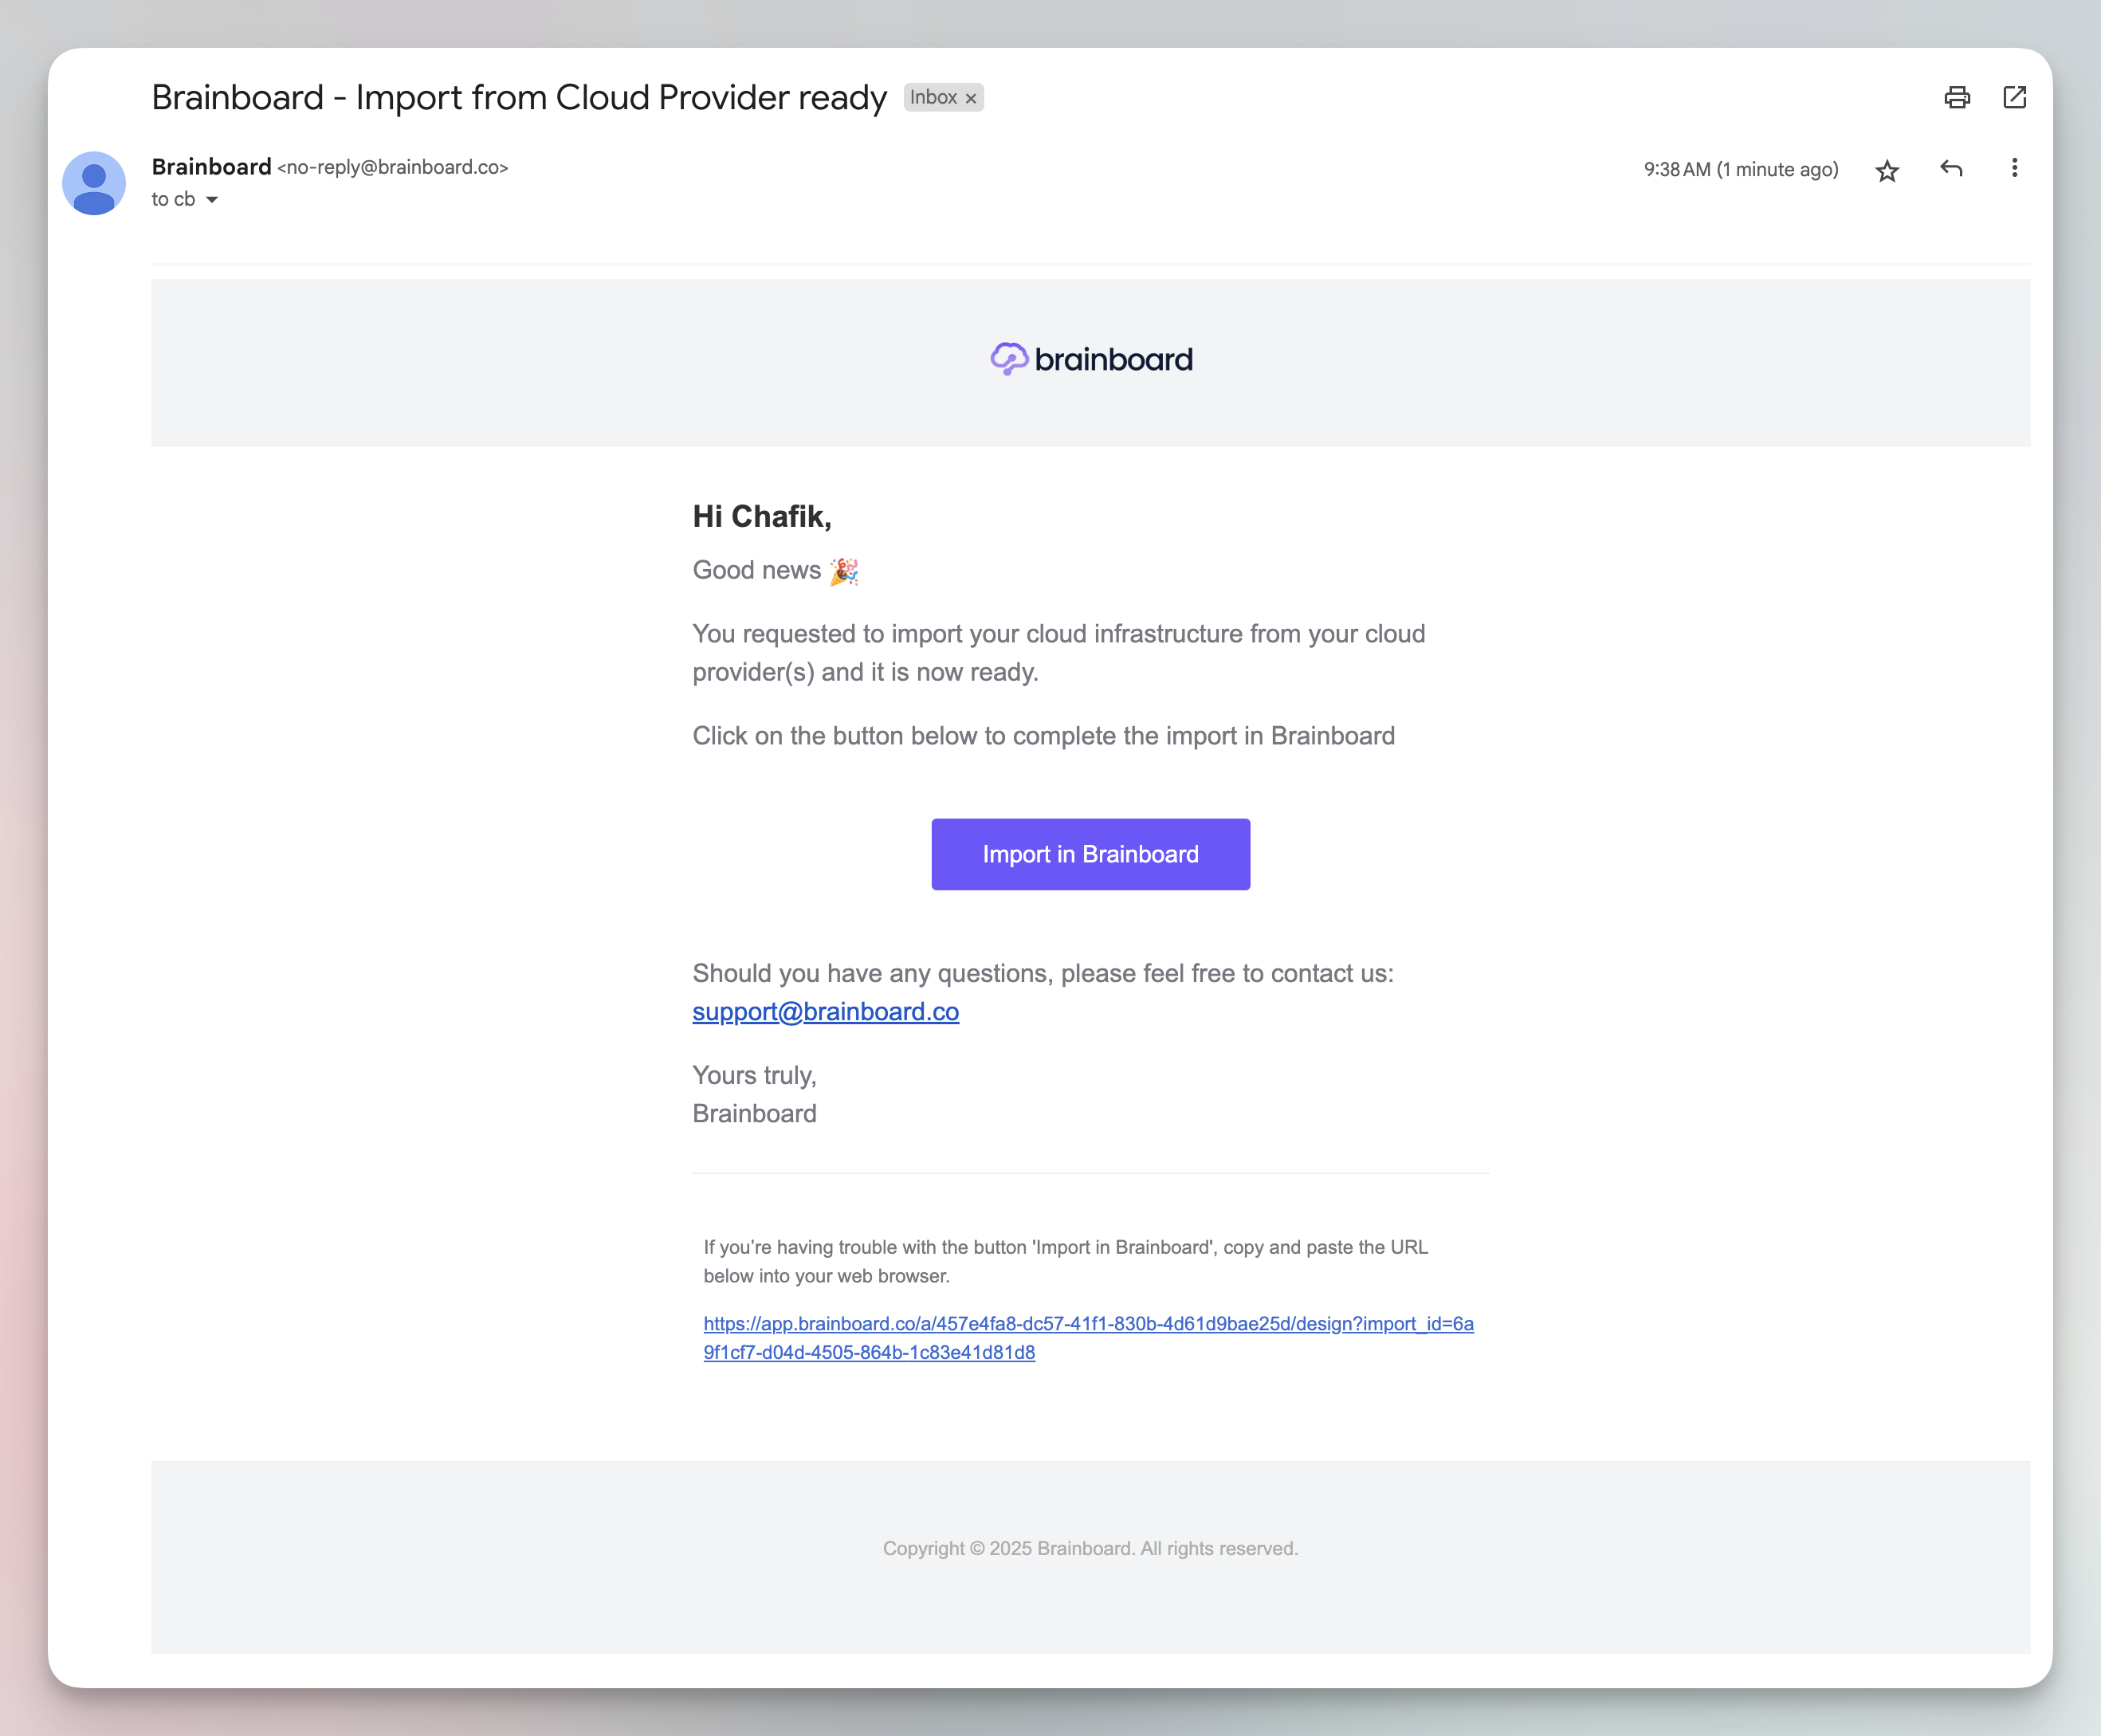 Brainboard - Import from Cloud Provider ready Inbox ×
Brainboard <no-reply@brainboard.co> 9:38 AM (1 minute ago)
to cb
brainboard
Hi Chafik,
Good news 🎉
You requested to import your cloud infrastructure from your cloud
provider(s) and it is now ready.
Click on the button below to complete the import in Brainboard
Import in Brainboard
Should you have any questions, please feel free to contact us:
support@brainboard.co
Yours truly,
Brainboard
If you’re having trouble with the button 'Import in Brainboard', copy and paste the URL
below into your web browser.
https://app.brainboard.co/a/457e4fa8-dc57-41f1-830b-4d61d9bae25d/design?import_id=6a
9f1cf7-d04d-4505-864b-1c83e41d81d8
Copyright © 2025 Brainboard. All rights reserved.